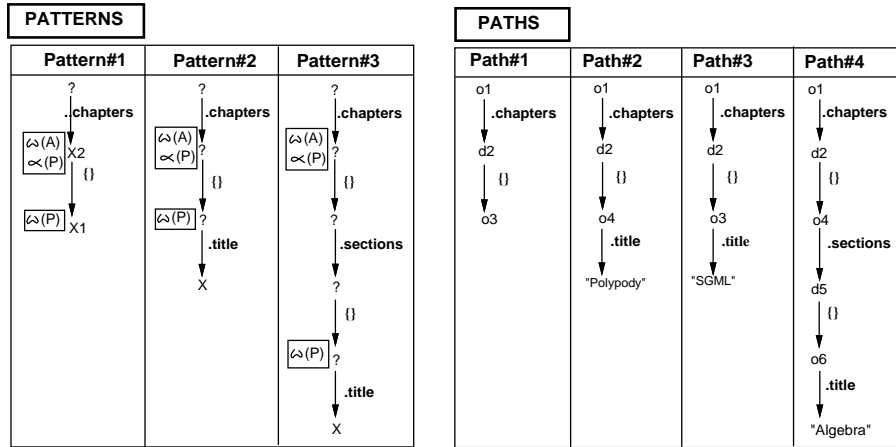 PATTERNS
Pattern#1 Pattern#2 Pattern#3
? ? ?
..chapters .chapters .chapters
ω(A) ω(A) ω(A)
∝(P) X2 ∝(P) ? ∝(P) ?
{} {} {}
ω(P) X1 ω(P) ? ?
.title .sections
X ?
{}
ω(P) ?
.title
X
PATHS
Path#1 Path#2 Path#3 Path#4
o1 o1 o1 o1
.chapters .chapters .chapters .chapters
d2 d2 d2 d2
{} {} {} {}
o3 o4 o3 o4
.title .title .sections
"Polypody" "SGML" d5
{}
o6
.title
"Algebra"